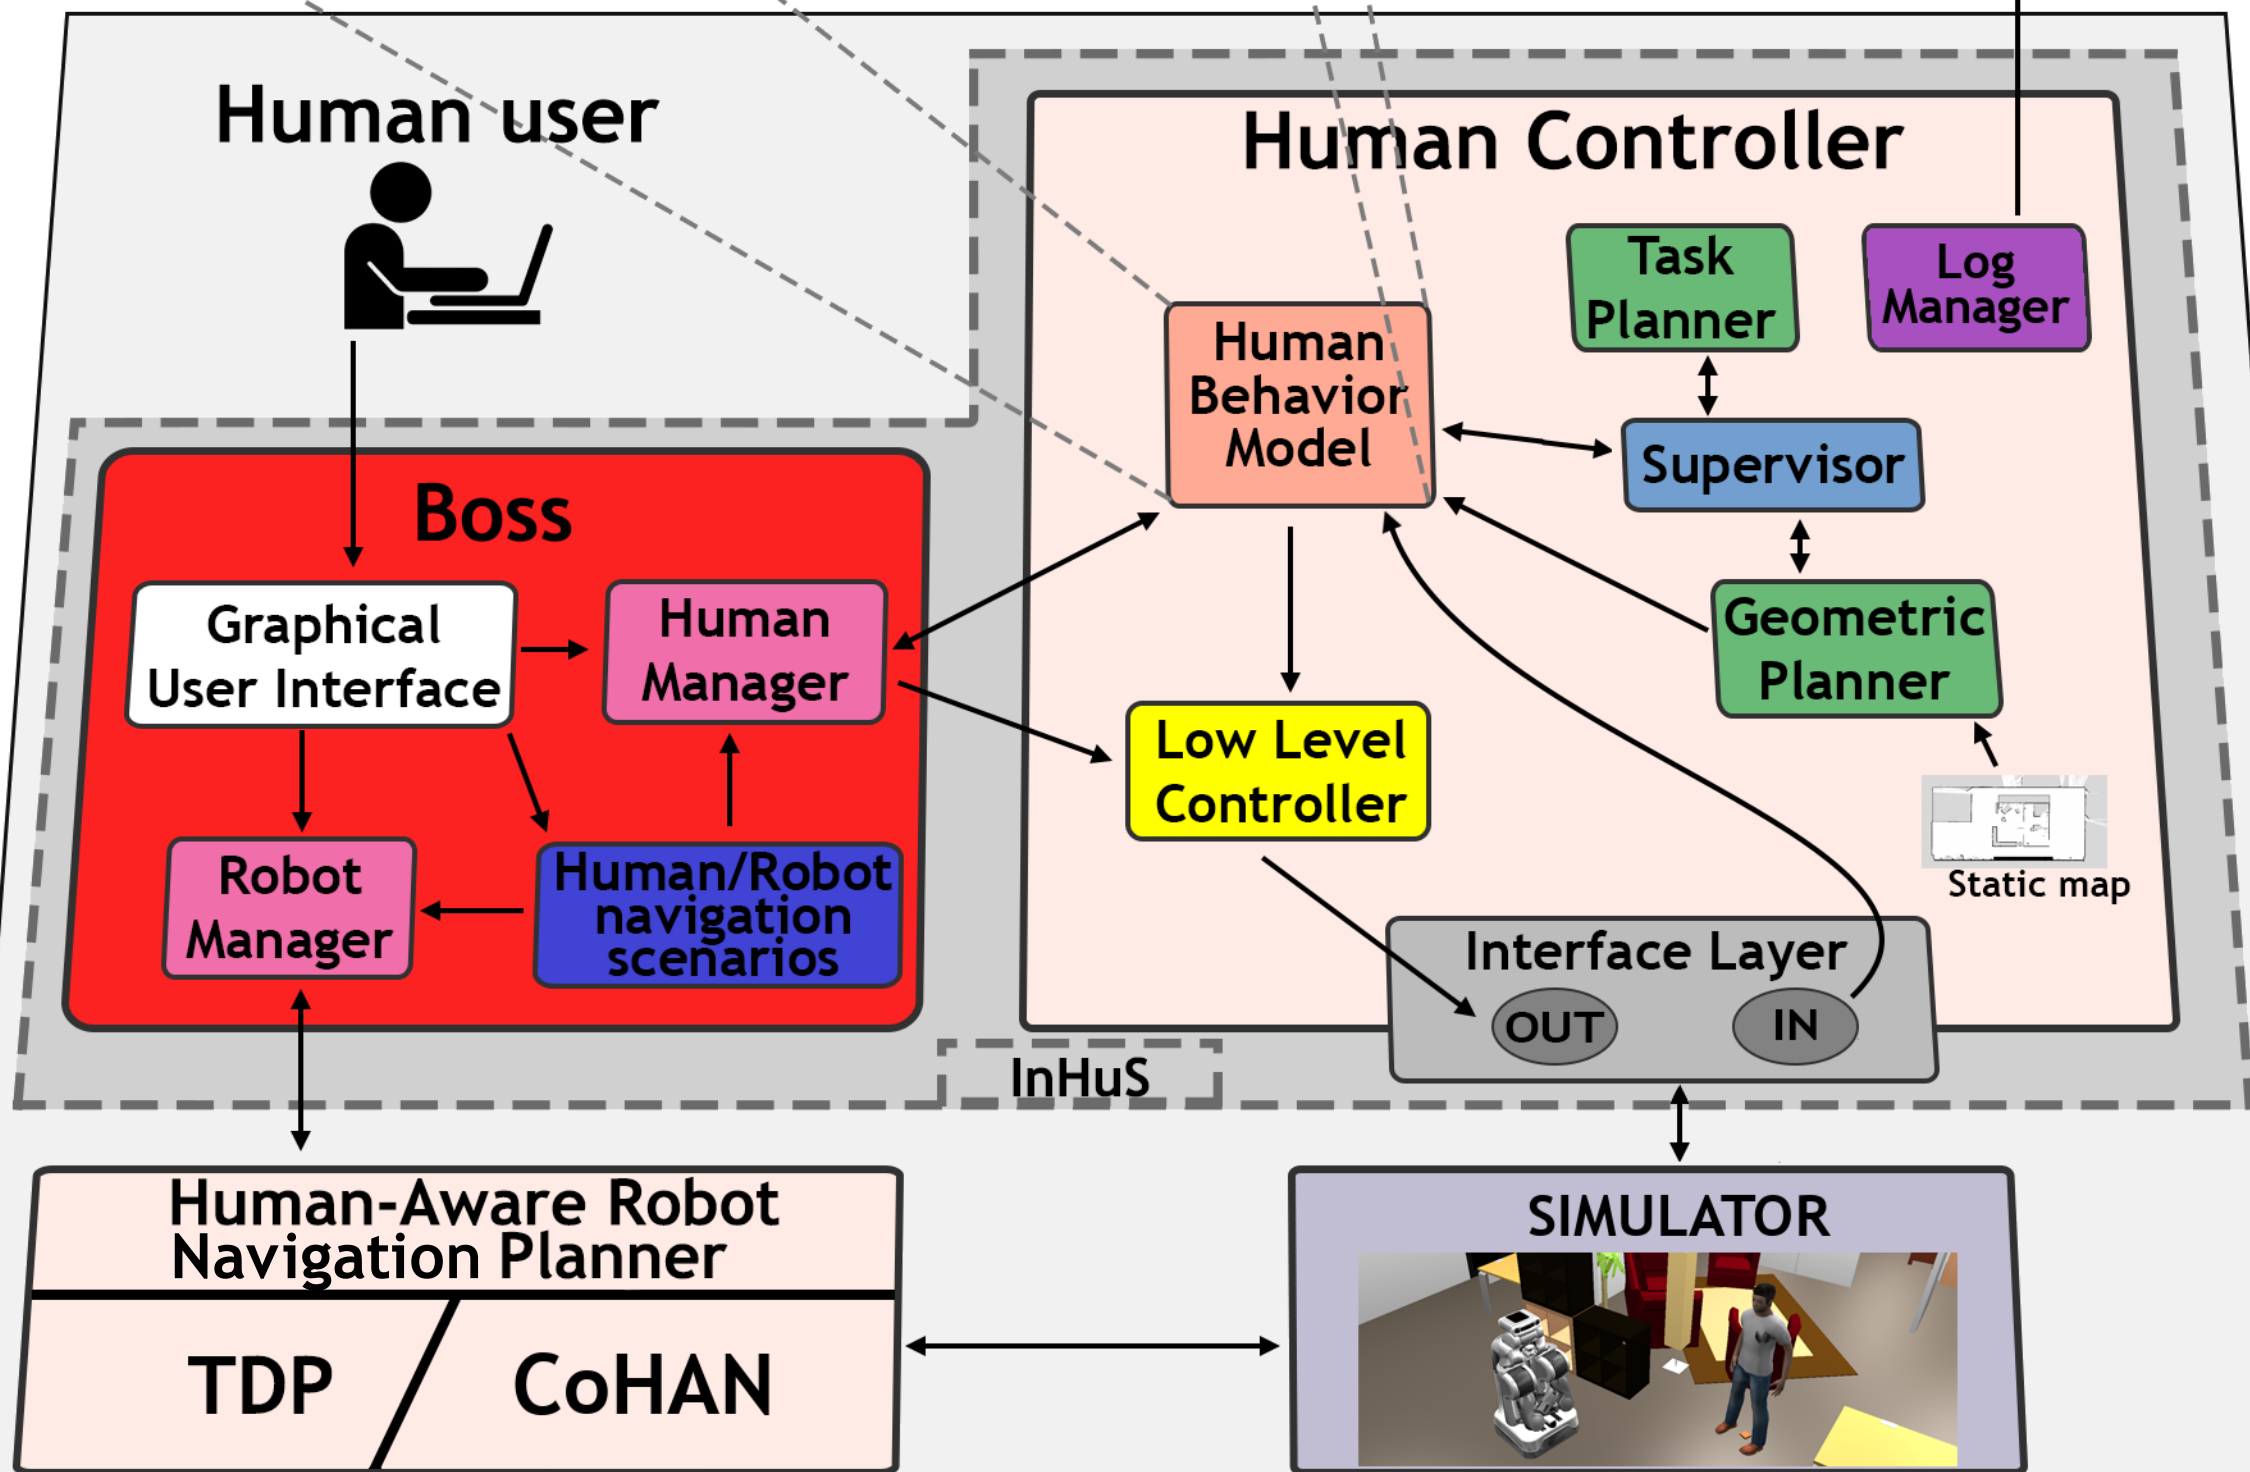 Human user
Human Controller
Task
Planner
Log
Manager
Human
Behavior
Model
Supervisor
Boss
Graphical
User Interface
Human
Manager
Geometric
Planner
Low Level
Controller
Static map
Robot
Manager
Human/Robot
navigation
scenarios
Interface Layer
OUT
IN
InHuS
Human-Aware Robot
Navigation Planner
TDP
CoHAN
SIMULATOR